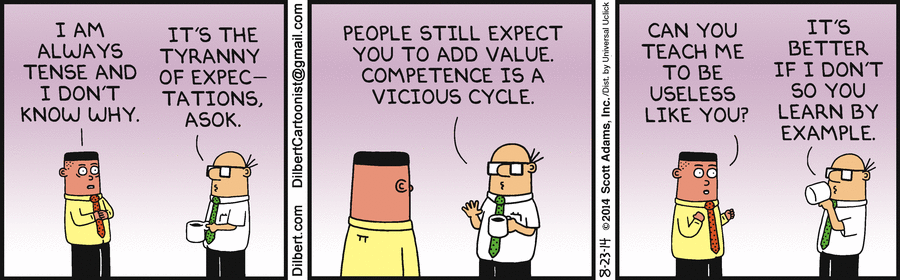 I AM
ALWAYS
TENSE AND
I DON'T
KNOW WHY.
IT'S THE
TYRANNY
OF EXPEC-
TATIONS,
ASOK.
Dilbert.com DilbertCartoonist@gmail.com
PEOPLE STILL EXPECT
YOU TO ADD VALUE.
COMPETENCE IS A
VICIOUS CYCLE.
8-23-14 ©2014 Scott Adams, Inc. /Dist. by Universal Uclick
CAN YOU
TEACH ME
TO BE
USELESS
LIKE YOU?
IT'S
BETTER
IF I DON'T
SO YOU
LEARN BY
EXAMPLE.